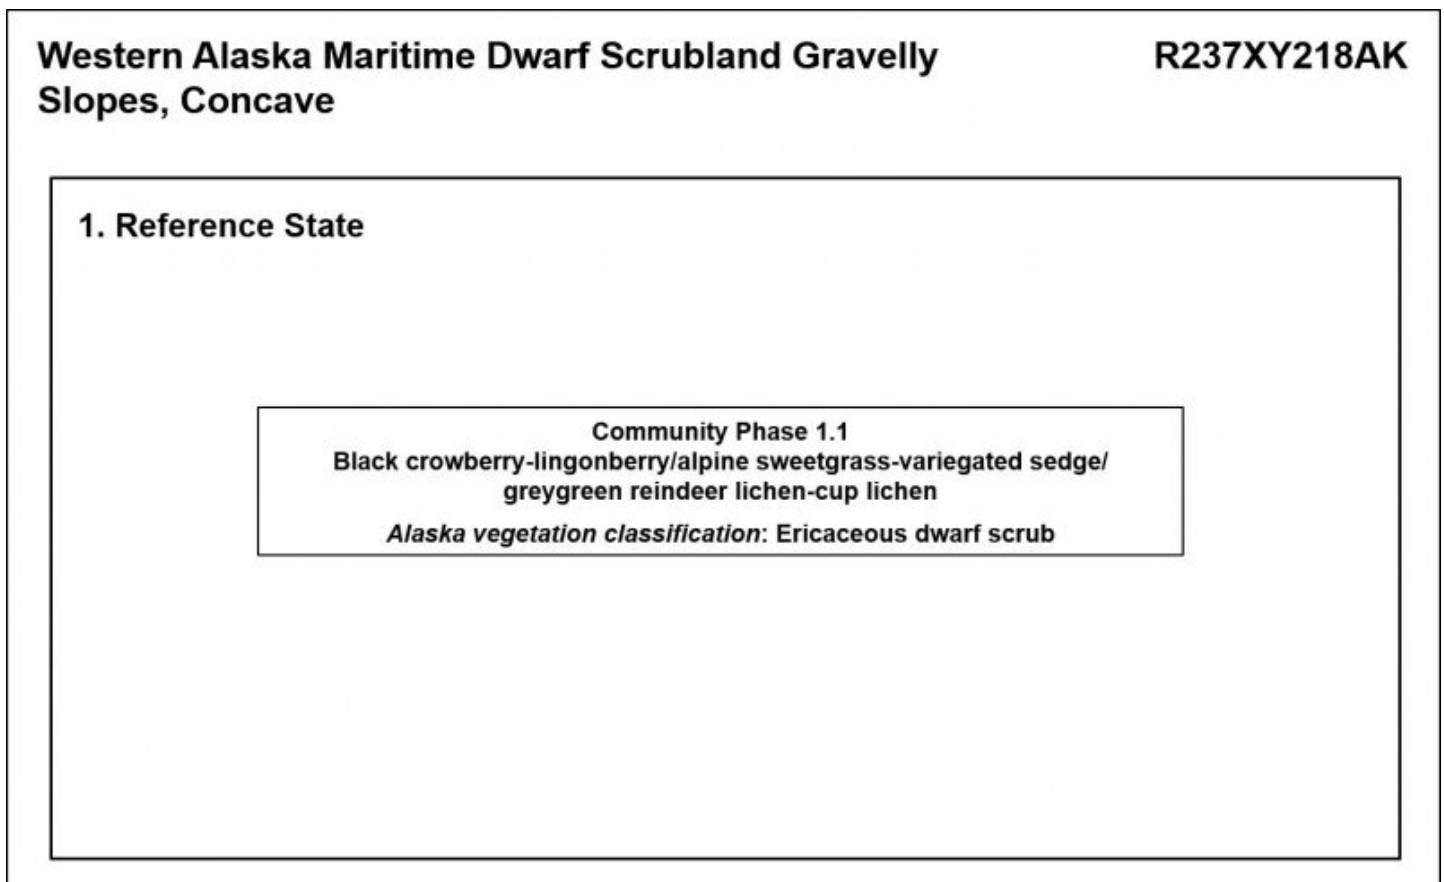 Western Alaska Maritime Dwarf Scrubland Gravelly
Slopes, Concave
R237XY218AK
1. Reference State
Community Phase 1.1
Black crowberry-lingonberry/alpine sweetgrass-variegated sedge/
greygreen reindeer lichen-cup lichen
Alaska vegetation classification: Ericaceous dwarf scrub